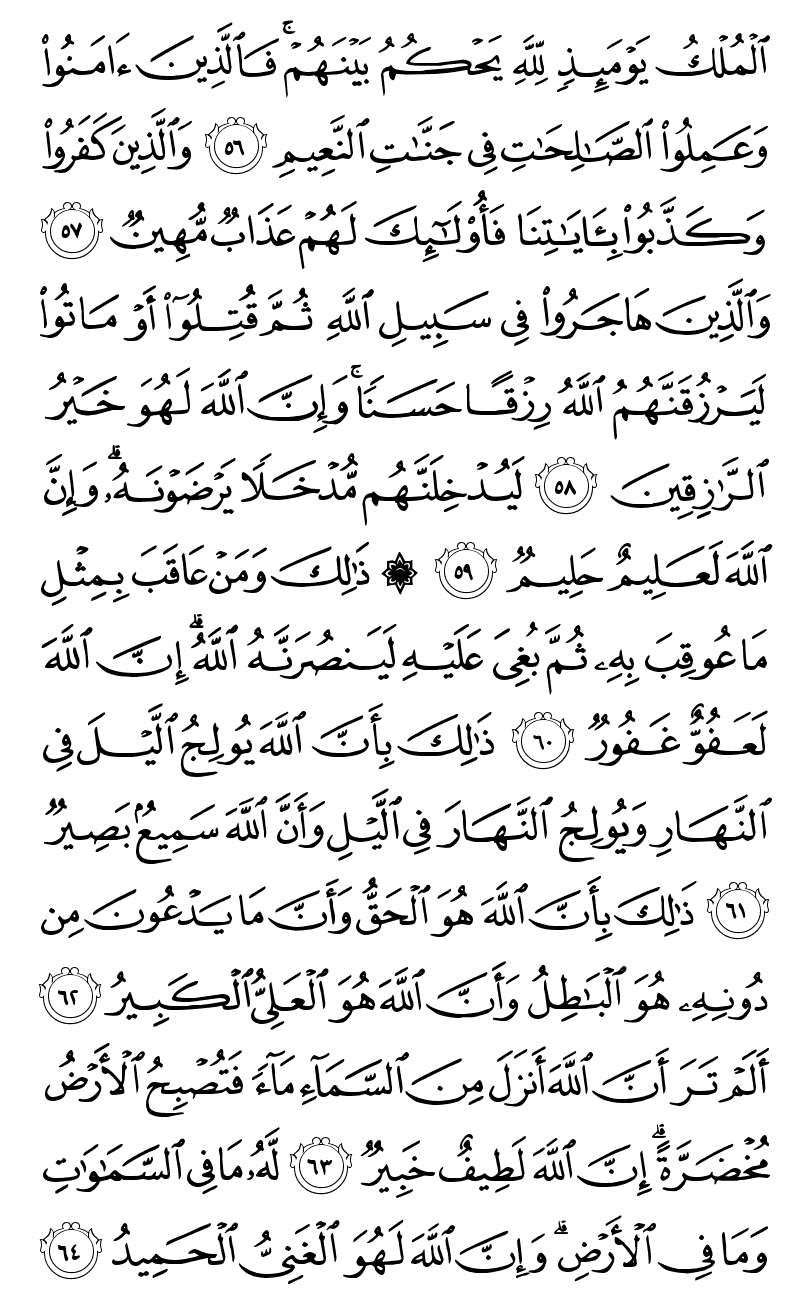 ٱلْمُلْكُ يَوْمَئِذٍ لِّلَّهِ يَحْكُمُ بَيْنَهُمْ ۚ فَٱلَّذِينَ ءَامَنُوا۟
وَعَمِلُوا۟ ٱلصَّـٰلِحَـٰتِ فِى جَنَّـٰتِ ٱلنَّعِيمِ ٥٦ وَٱلَّذِينَ كَفَرُوا۟
وَكَذَّبُوا۟ بِـَٔايَـٰتِنَا فَأُو۟لَـٰٓئِكَ لَهُمْ عَذَابٌ مُّهِينٌ ٥٧
وَٱلَّذِينَ هَاجَرُوا۟ فِى سَبِيلِ ٱللَّهِ ثُمَّ قُتِلُوٓا۟ أَوْ مَاتُوا۟
لَيَرْزُقَنَّهُمُ ٱللَّهُ رِزْقًا حَسَنًا ۚ وَإِنَّ ٱللَّهَ لَهُوَ خَيْرُ
ٱلرَّٰزِقِينَ ٥٨ لَيُدْخِلَنَّهُم مُّدْخَلًا يَرْضَوْنَهُۥ ۗ وَإِنَّ
ٱللَّهَ لَعَلِيمٌ حَلِيمٌ ٥٩ ۞ ذَٰلِكَ وَمَنْ عَاقَبَ بِمِثْلِ
مَا عُوقِبَ بِهِۦ ثُمَّ بُغِىَ عَلَيْهِ لَيَنصُرَنَّهُ ٱللَّهُ ۗ إِنَّ ٱللَّهَ
لَعَفُوٌّ غَفُورٌ ٦٠ ذَٰلِكَ بِأَنَّ ٱللَّهَ يُولِجُ ٱلَّيْلَ فِى
ٱلنَّهَارِ وَيُولِجُ ٱلنَّهَارَ فِى ٱلَّيْلِ وَأَنَّ ٱللَّهَ سَمِيعٌۢ بَصِيرٌ
٦١ ذَٰلِكَ بِأَنَّ ٱللَّهَ هُوَ ٱلْحَقُّ وَأَنَّ مَا يَدْعُونَ مِن
دُونِهِۦ هُوَ ٱلْبَـٰطِلُ وَأَنَّ ٱللَّهَ هُوَ ٱلْعَلِىُّ ٱلْكَبِيرُ ٦٢
أَلَمْ تَرَ أَنَّ ٱللَّهَ أَنزَلَ مِنَ ٱلسَّمَآءِ مَآءً فَتُصْبِحُ ٱلْأَرْضُ
مُخْضَرَّةً ۗ إِنَّ ٱللَّهَ لَطِيفٌ خَبِيرٌ ٦٣ لَّهُۥ مَا فِى ٱلسَّمَـٰوَٰتِ
وَمَا فِى ٱلْأَرْضِ ۗ وَإِنَّ ٱللَّهَ لَهُوَ ٱلْغَنِىُّ ٱلْحَمِيدُ ٦٤